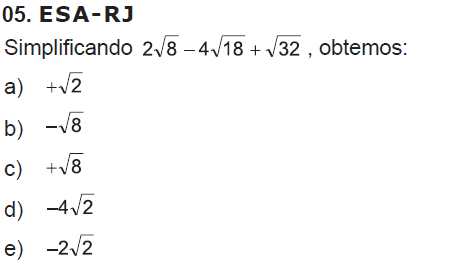 05. ESA-RJ
Simplificando 2√8 – 4√18 + √32 , obtemos:
a) +√2
b) –√8
c) +√8
d) –4√2
e) –2√2